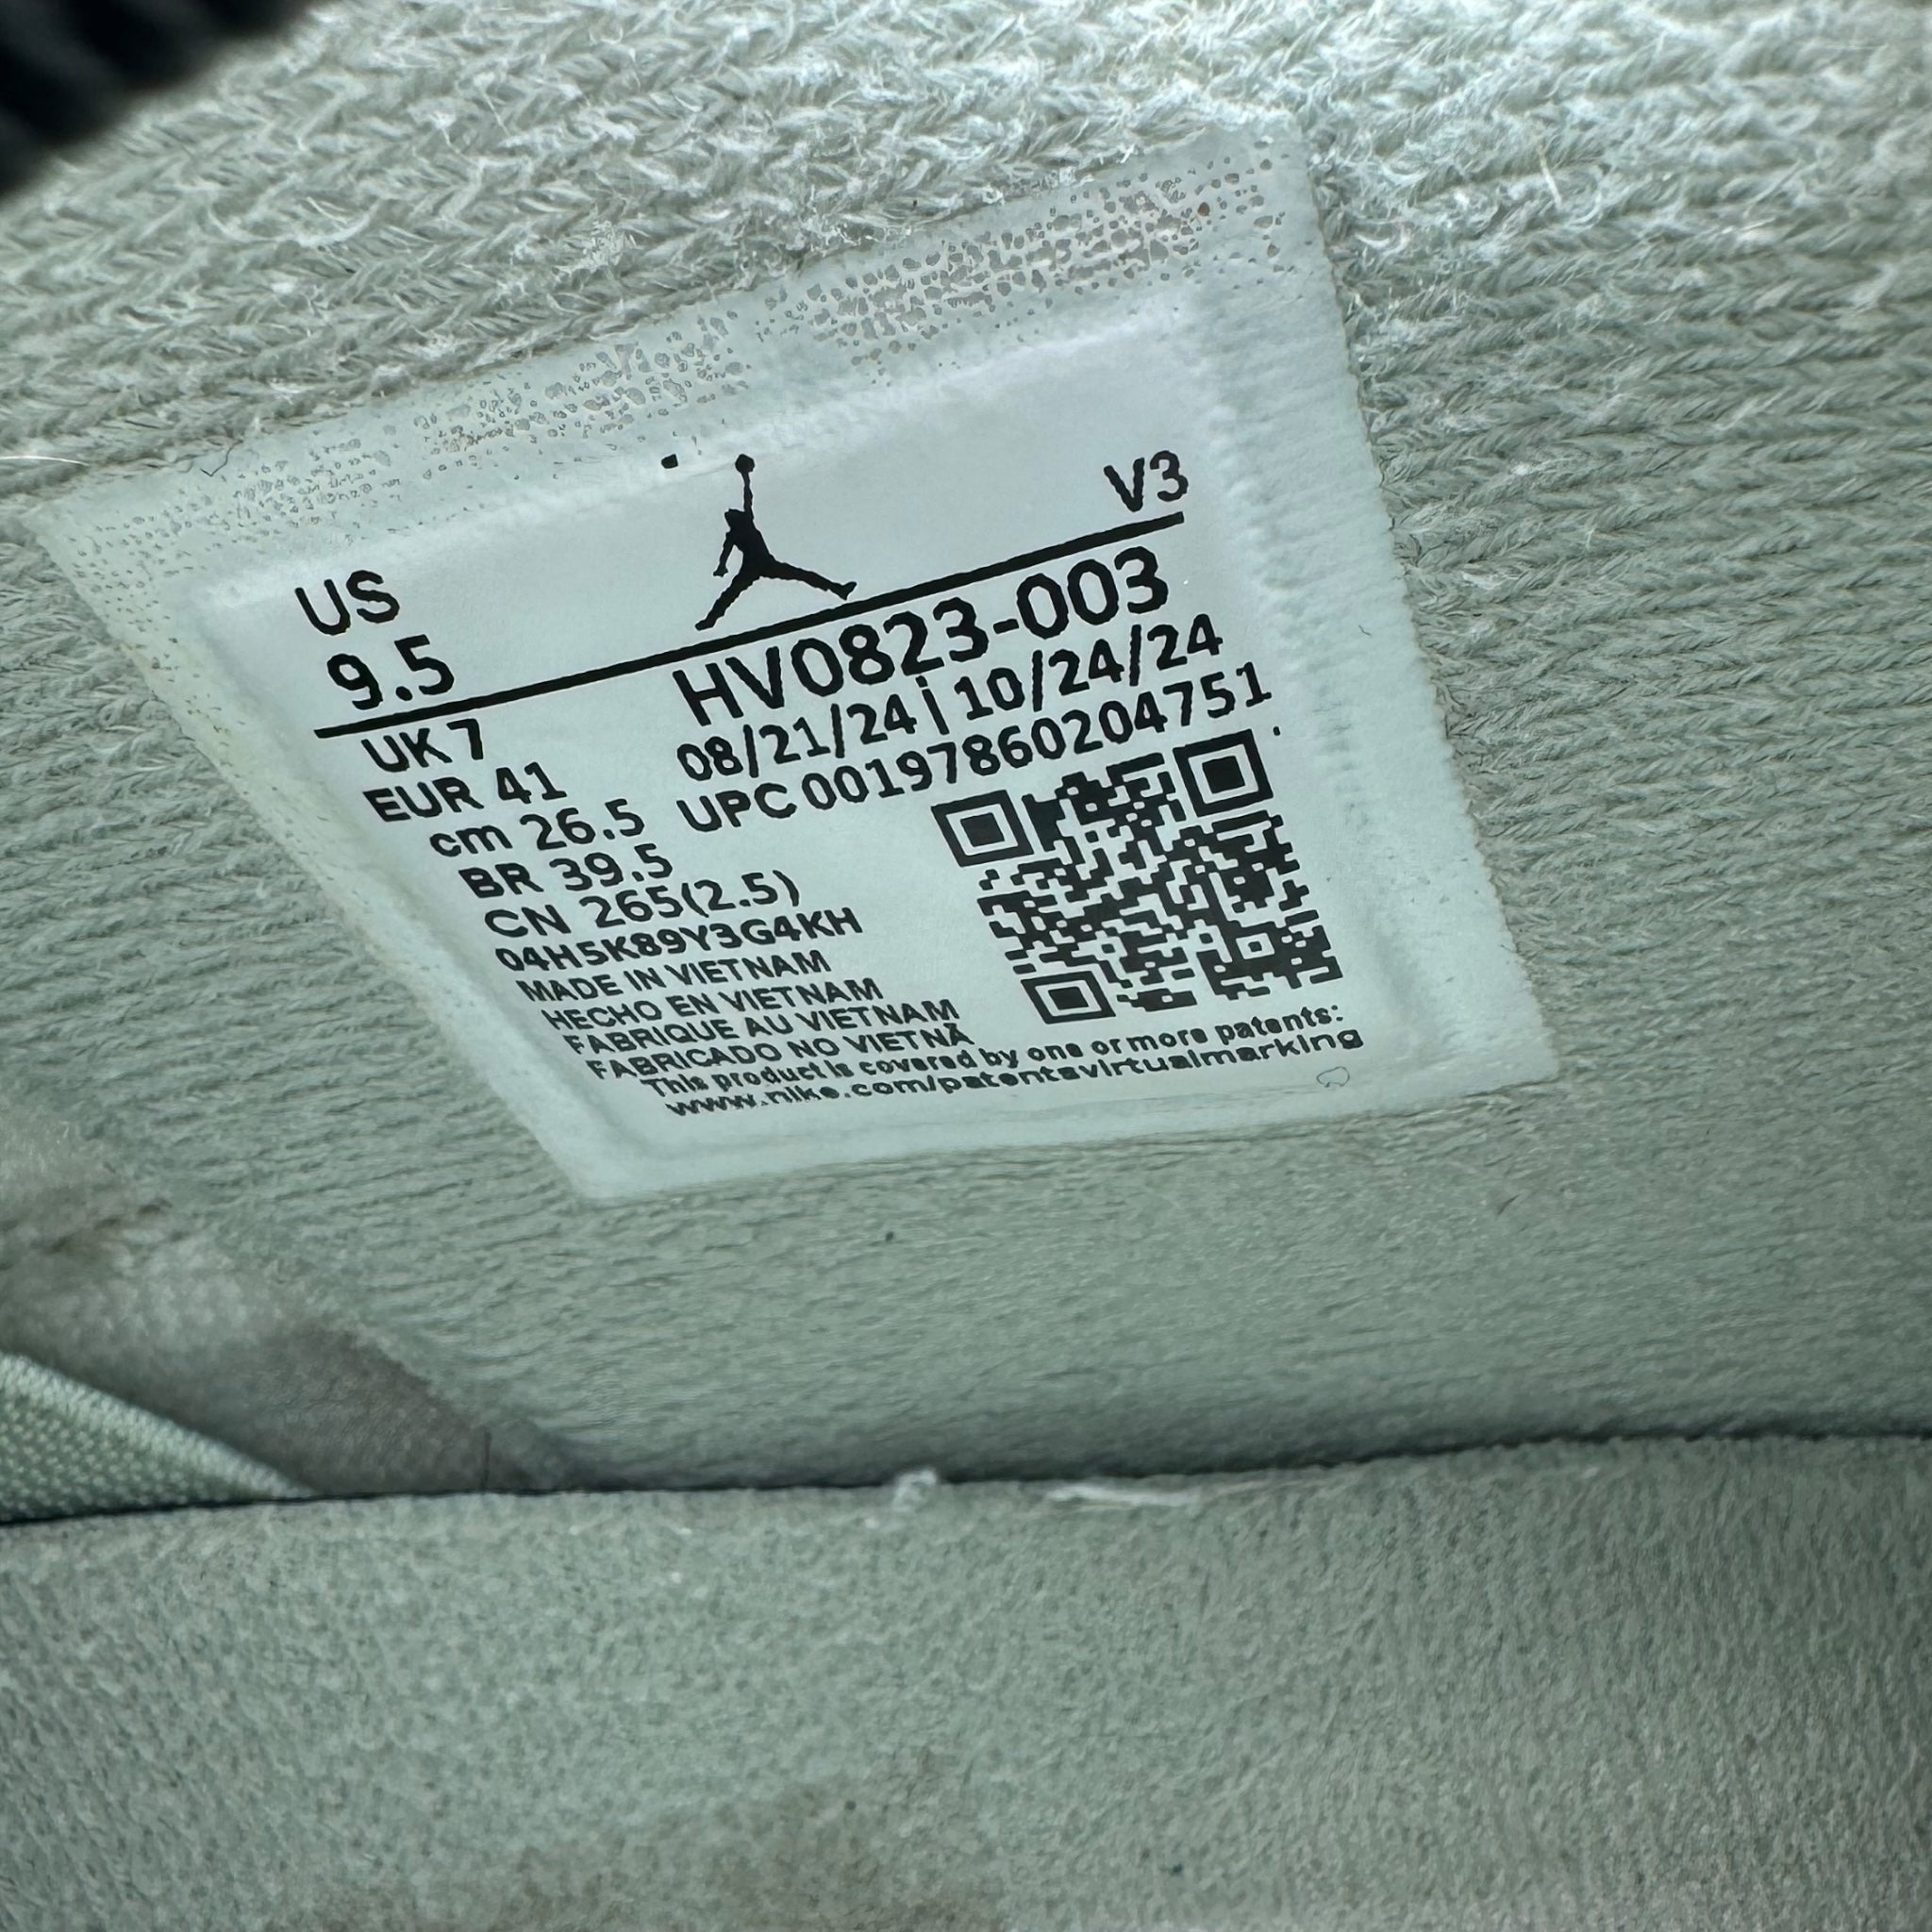 V3
US
9.5
HV0823-003
08/21/24 | 10/24/24
UPC 00197860204751
UK 7
EUR 41
cm 26.5
BR 39.5
CN 265(2.5)
04H5K89Y3G4KH
MADE IN VIETNAM
HECHO EN VIETNAM
FABRIQUE AU VIETNAM
FABRICADO NO VIETNÃ
This product is covered by one or more patents:
www.nike.com/patentsvirtualmarking